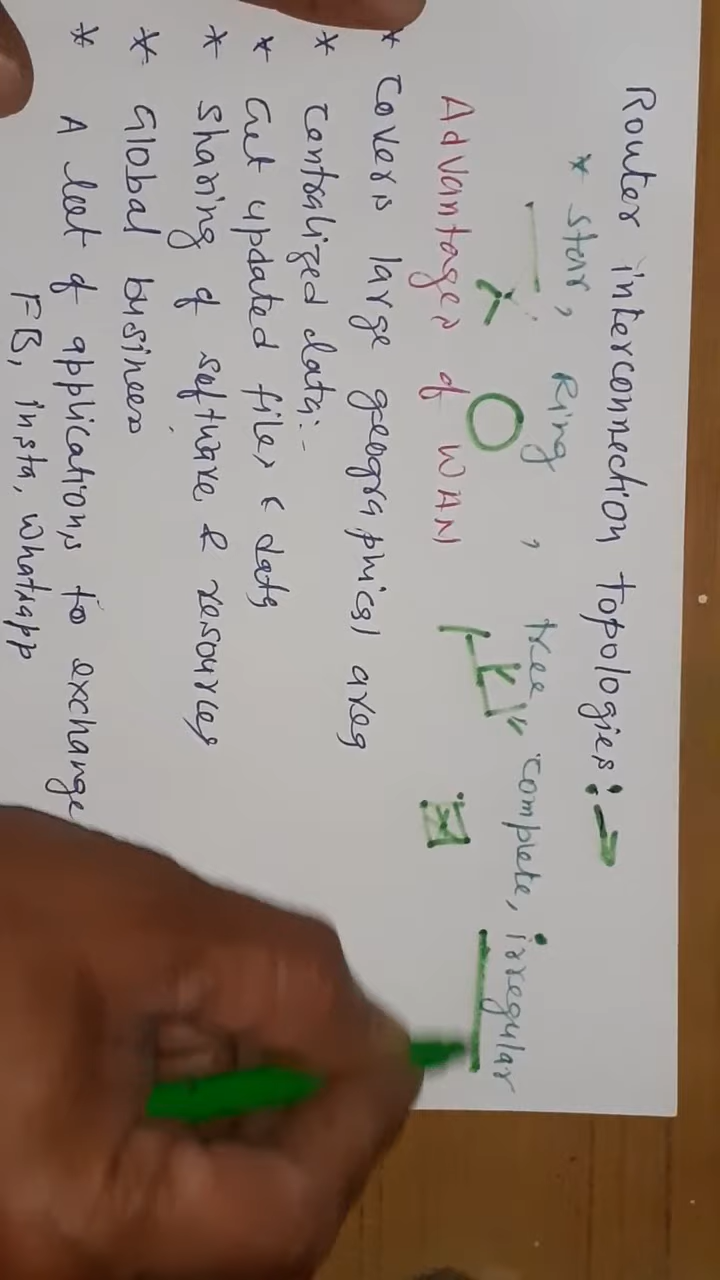 Router interconnection topologies:→
* Star, Ring, tree, complete, irregular
Advantages of WAN
* Covers large geographical area
* Centralized data:-
* Get updated files & data
* Sharing of software & resources
* Global business
* A lot of applications to exchange
FB, insta, whatsapp